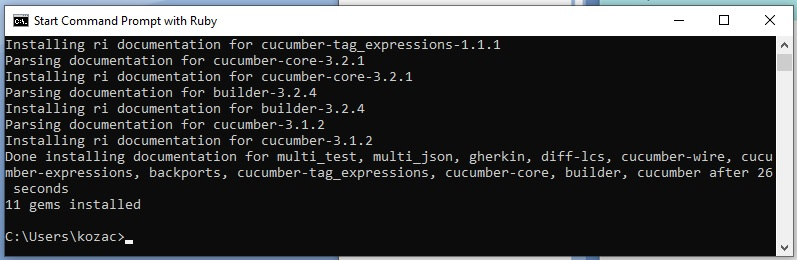 Start Command Prompt with Ruby
Installing ri documentation for cucumber-tag_expressions-1.1.1
Parsing documentation for cucumber-core-3.2.1
Installing ri documentation for cucumber-core-3.2.1
Parsing documentation for builder-3.2.4
Installing ri documentation for builder-3.2.4
Parsing documentation for cucumber-3.1.2
Installing ri documentation for cucumber-3.1.2
Done installing documentation for multi_test, multi_json, gherkin, diff-lcs, cucumber-wire, cucu
mber-expressions, backports, cucumber-tag_expressions, cucumber-core, builder, cucumber after 26
 seconds
11 gems installed
C:\Users\kozac>